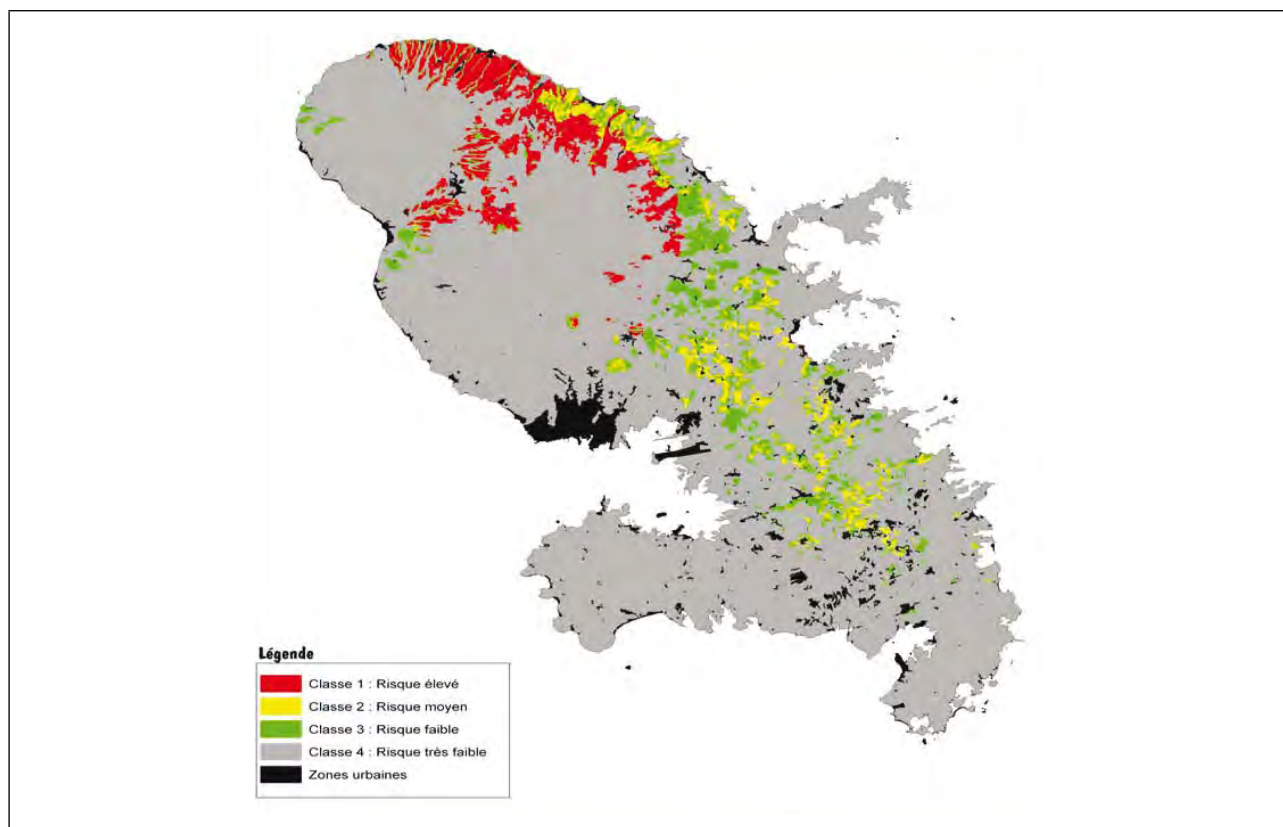 Légende
Classe 1 : Risque élevé
Classe 2 : Risque moyen
Classe 3 : Risque faible
Classe 4 : Risque très faible
Zones urbaines